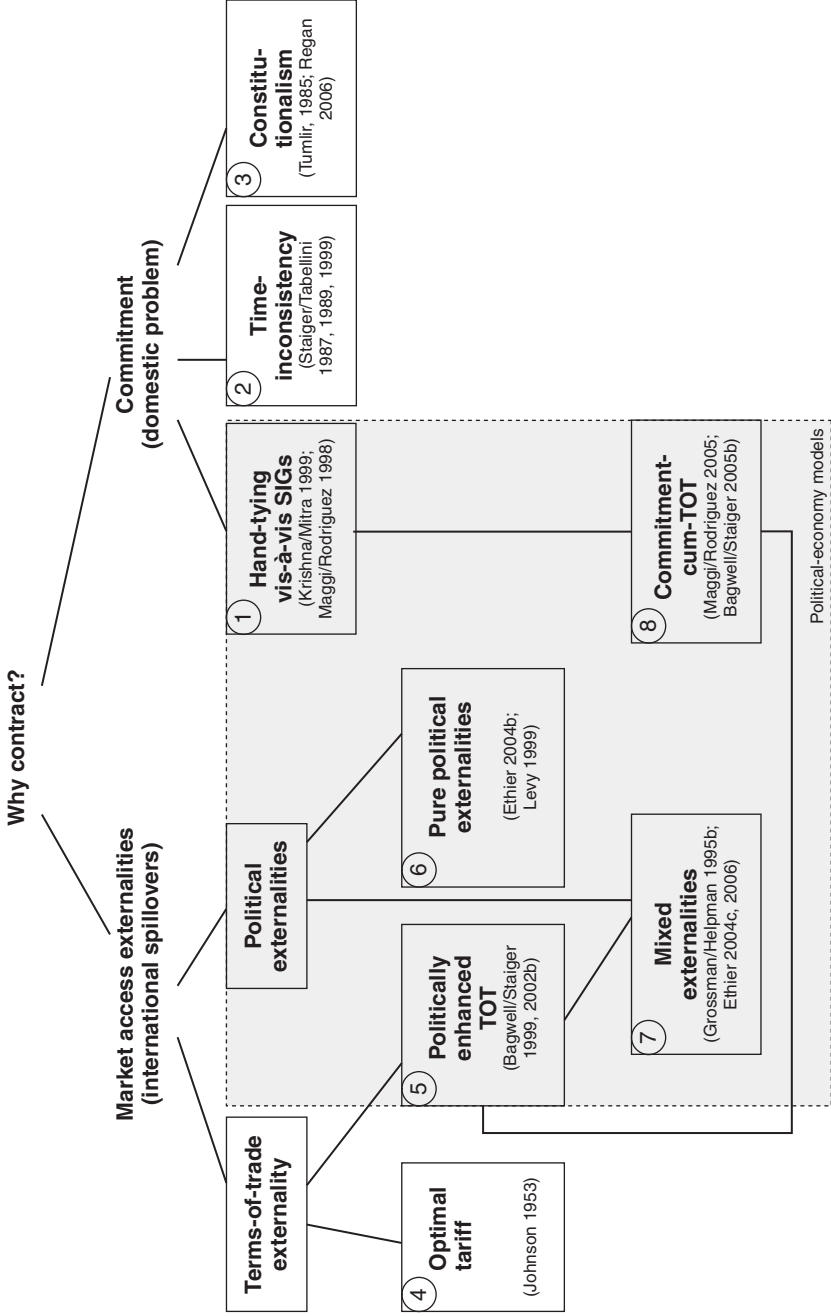 Why contract?
Market access externalities
(international spillovers)
Commitment
(domestic problem)
Terms-of-trade
externality
Political
externalities
1
Hand-tying
vis-à-vis SIGs
(Krishna/Mitra 1999;
Maggi/Rodriguez 1998)
2
Time-
inconsistency
(Staiger/Tabellini
1987, 1989, 1999)
3
Constitu-
tionalism
(Tumlir, 1985; Regan
2006)
4
Optimal
tariff
(Johnson 1953)
5
Politically
enhanced
TOT
(Bagwell/Staiger
1999, 2002b)
6
Pure political
externalities
(Ethier 2004b;
Levy 1999)
7
Mixed
externalities
(Grossman/Helpman 1995b;
Ethier 2004c, 2006)
8
Commitment-
cum-TOT
(Maggi/Rodriguez 2005;
Bagwell/Staiger 2005b)
Political-economy models